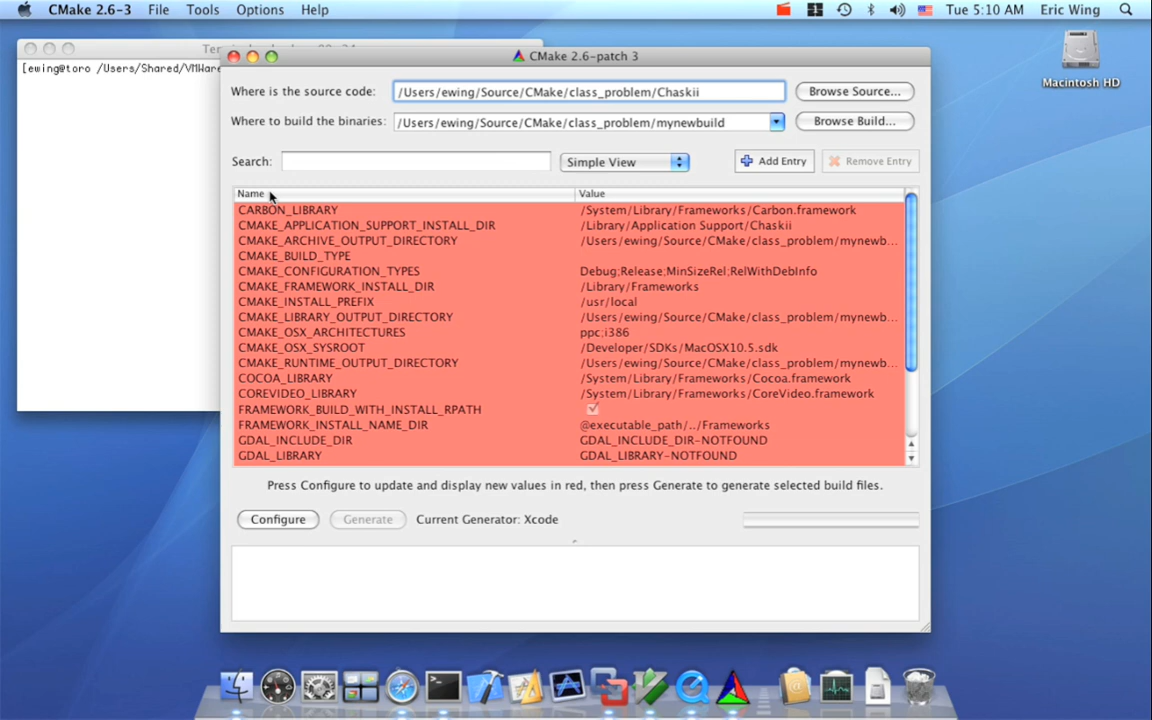 CMake 2.6-3 File Tools Options Help Tue 5:10 AM Eric Wing
CMake 2.6-patch 3
[ewing@toro /Users/Shared/VMWare
Macintosh HD
Where is the source code: /Users/ewing/Source/CMake/class_problem/Chaskii Browse Source...
Where to build the binaries: /Users/ewing/Source/CMake/class_problem/mynewbuild Browse Build...
Search: Simple View Add Entry Remove Entry
Name Value
CARBON_LIBRARY /System/Library/Frameworks/Carbon.framework
CMAKE_APPLICATION_SUPPORT_INSTALL_DIR /Library/Application Support/Chaskii
CMAKE_ARCHIVE_OUTPUT_DIRECTORY /Users/ewing/Source/CMake/class_problem/mynewb...
CMAKE_BUILD_TYPE
CMAKE_CONFIGURATION_TYPES Debug;Release;MinSizeRel;RelWithDebInfo
CMAKE_FRAMEWORK_INSTALL_DIR /Library/Frameworks
CMAKE_INSTALL_PREFIX /usr/local
CMAKE_LIBRARY_OUTPUT_DIRECTORY /Users/ewing/Source/CMake/class_problem/mynewb...
CMAKE_OSX_ARCHITECTURES ppc;i386
CMAKE_OSX_SYSROOT /Developer/SDKs/MacOSX10.5.sdk
CMAKE_RUNTIME_OUTPUT_DIRECTORY /Users/ewing/Source/CMake/class_problem/mynewb...
COCOA_LIBRARY /System/Library/Frameworks/Cocoa.framework
COREVIDEO_LIBRARY /System/Library/Frameworks/CoreVideo.framework
FRAMEWORK_BUILD_WITH_INSTALL_RPATH
FRAMEWORK_INSTALL_NAME_DIR @executable_path/../Frameworks
GDAL_INCLUDE_DIR GDAL_INCLUDE_DIR-NOTFOUND
GDAL_LIBRARY GDAL_LIBRARY-NOTFOUND
Press Configure to update and display new values in red, then press Generate to generate selected build files.
Configure Generate Current Generator: Xcode